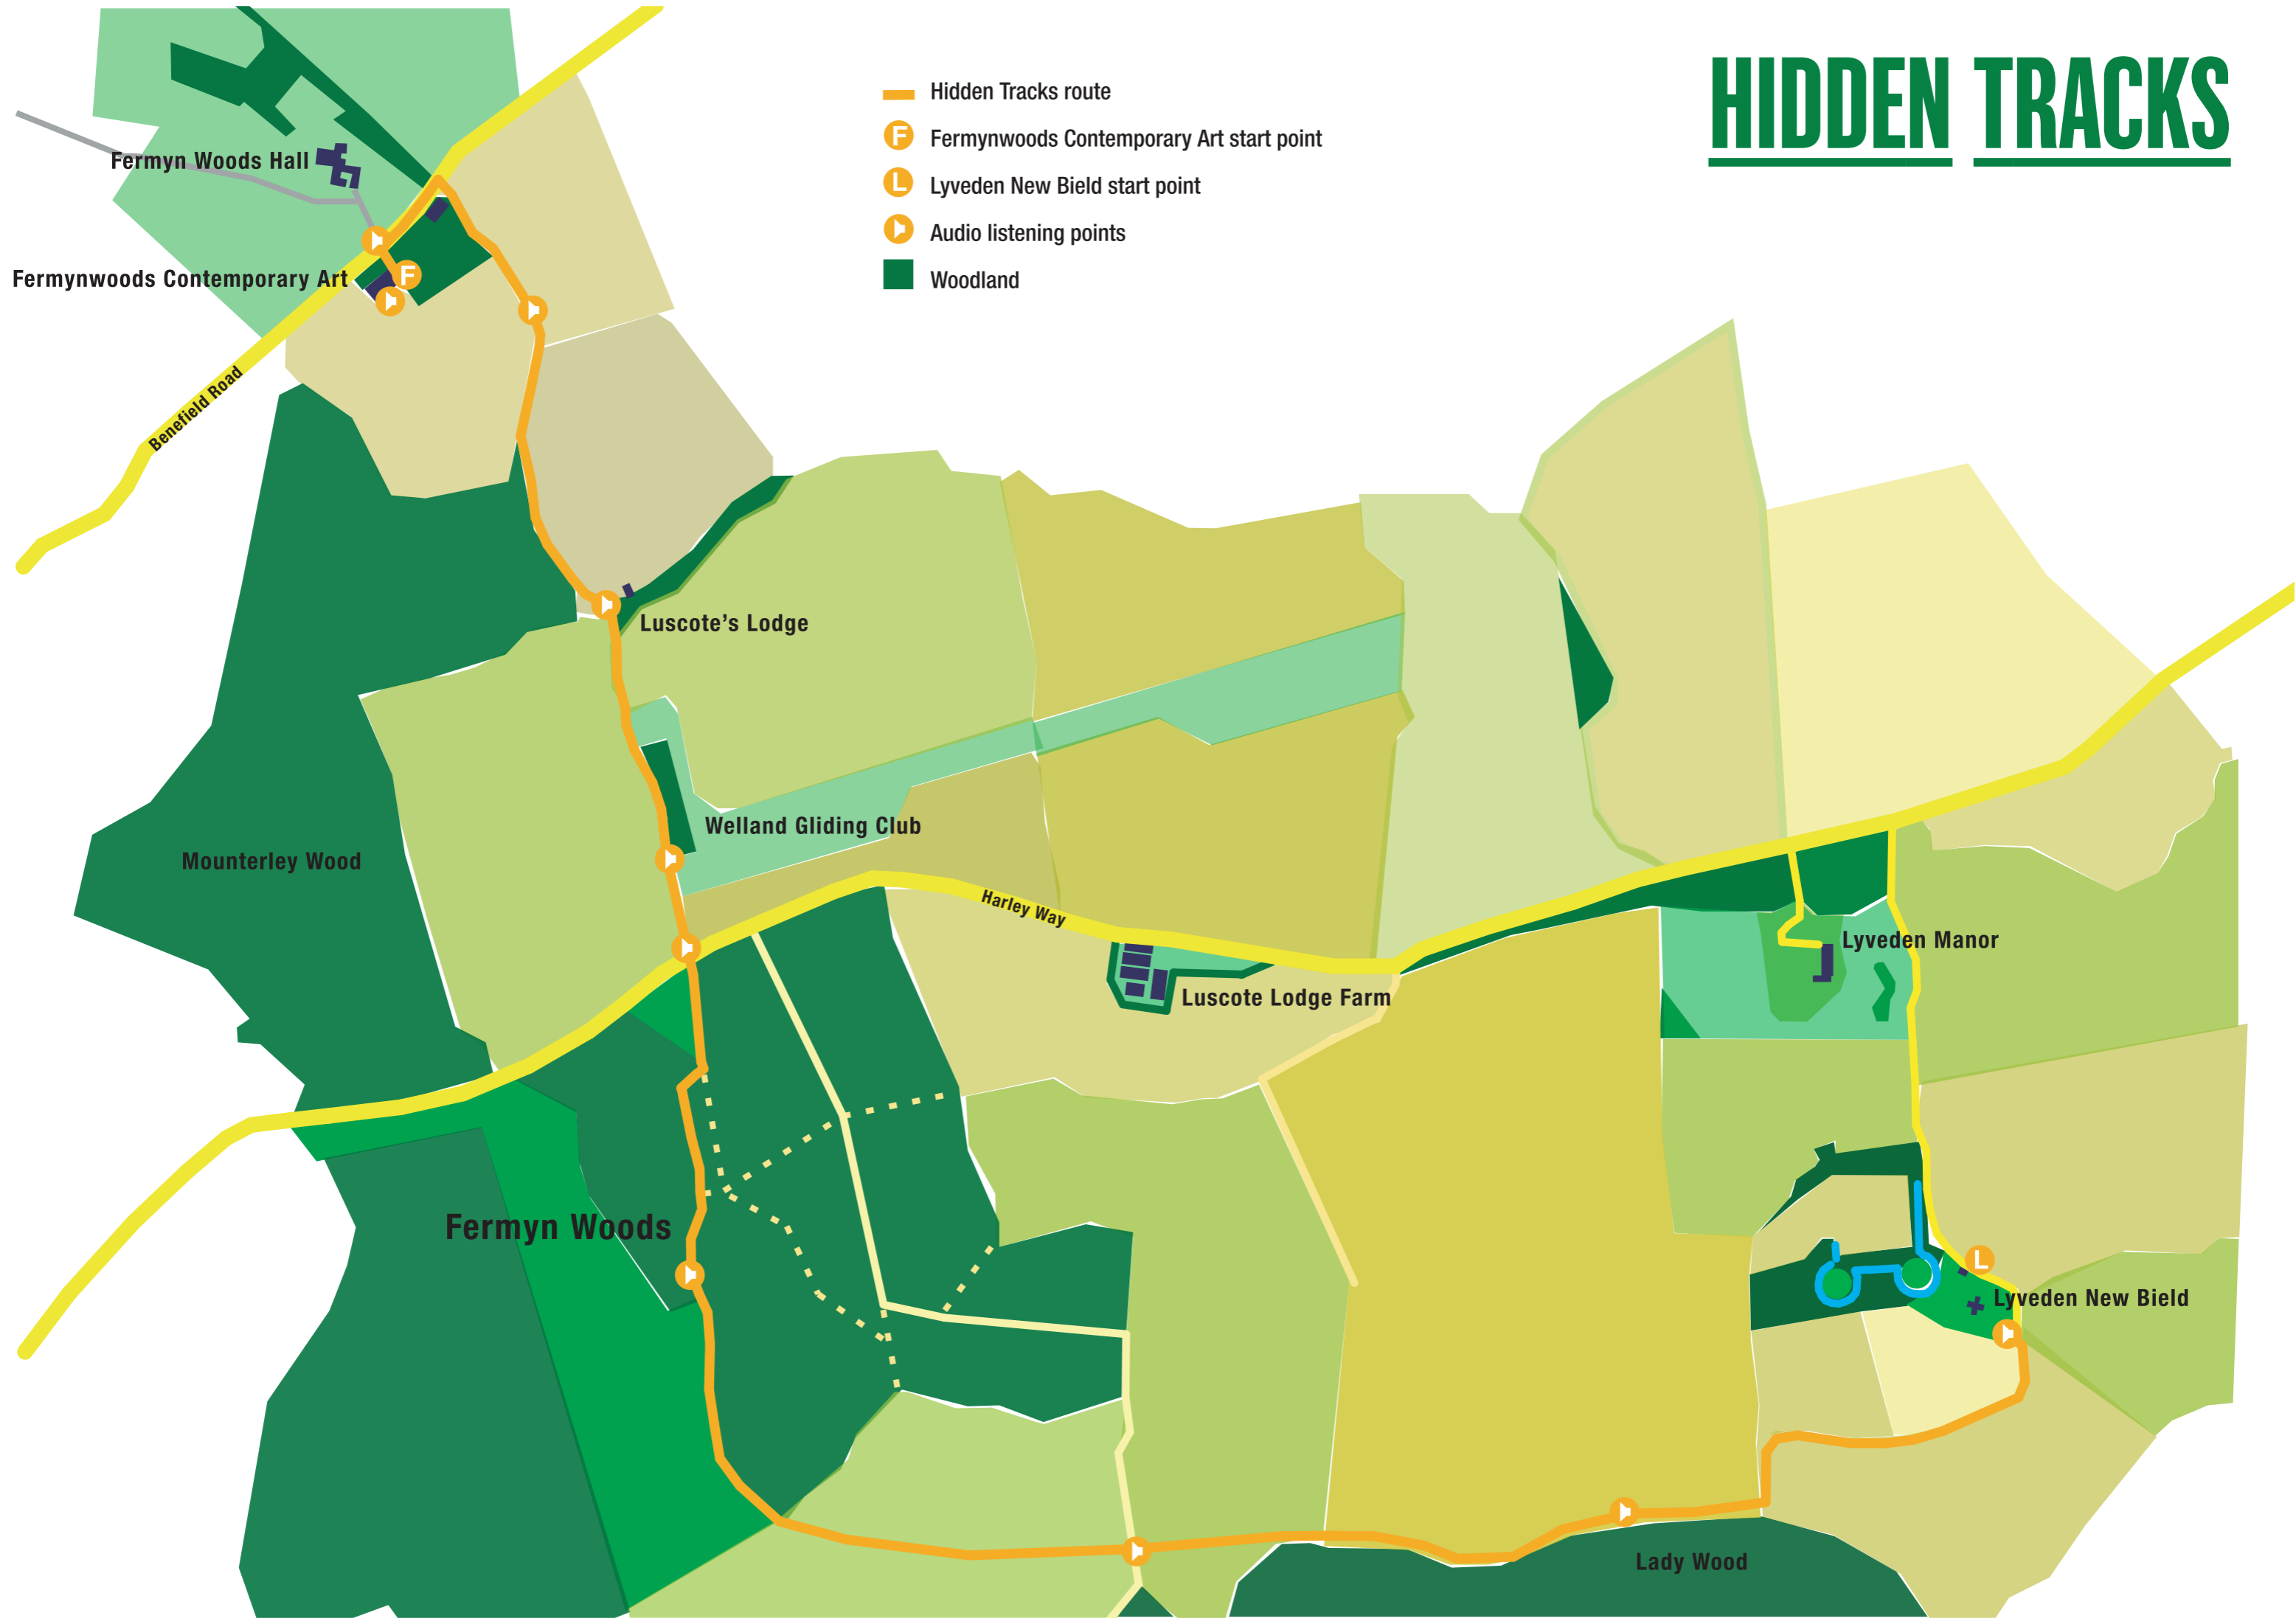 HIDDEN TRACKS
Hidden Tracks route
F Fermynwoods Contemporary Art start point
L Lyveden New Bield start point
Audio listening points
Woodland
Fermyn Woods Hall
Fermynwoods Contemporary Art
F
Benefield Road
Luscote's Lodge
Welland Gliding Club
Mounterley Wood
Harley Way
Lyveden Manor
Luscote Lodge Farm
Fermyn Woods
L
Lyveden New Bield
Lady Wood